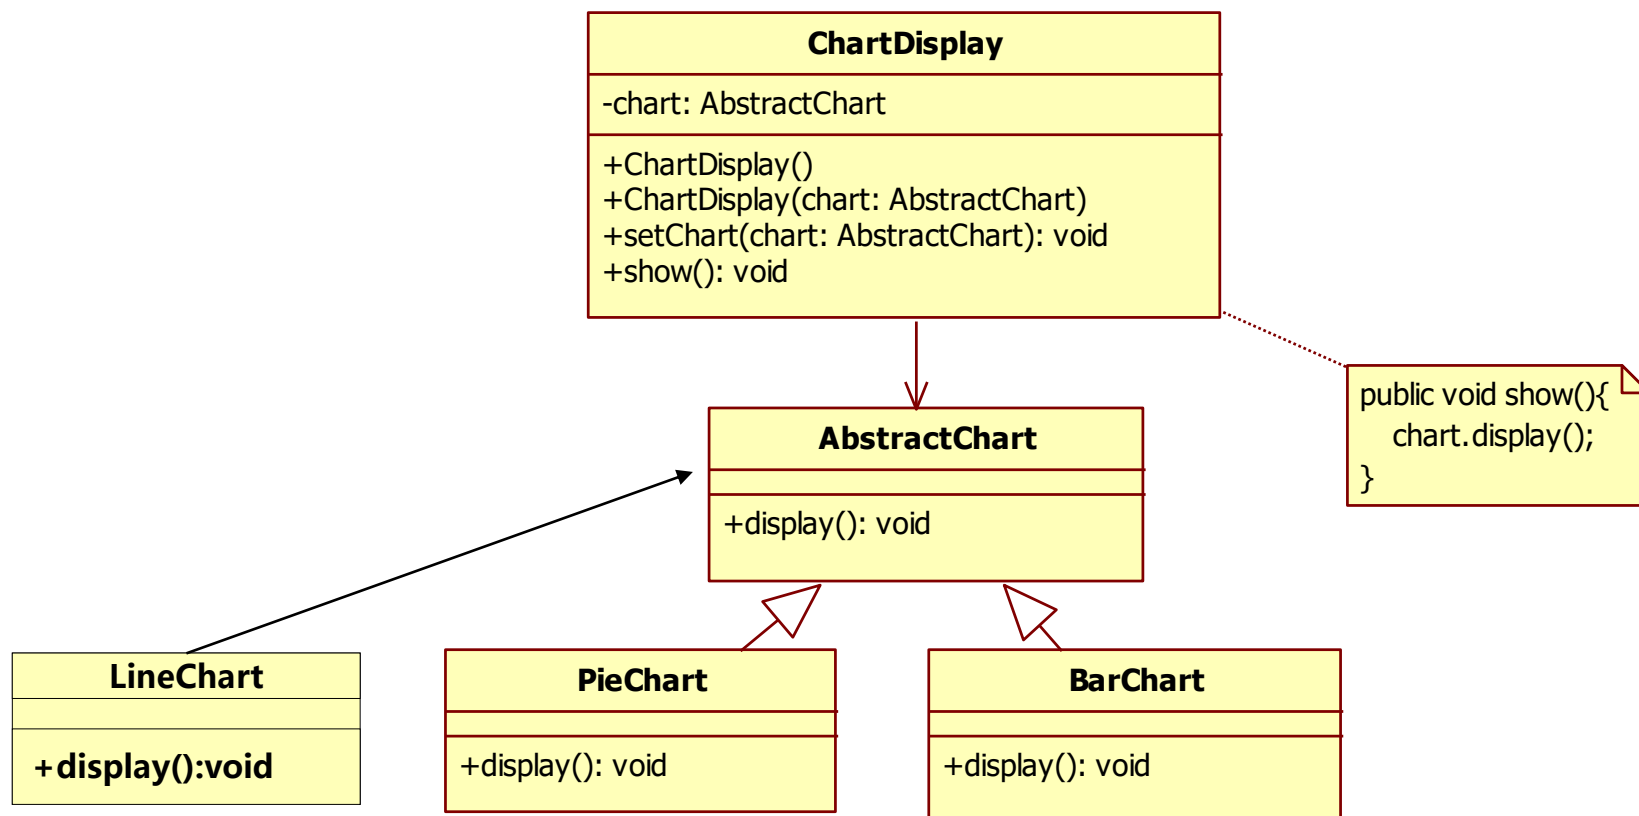 ChartDisplay
-chart: AbstractChart
+ChartDisplay()
+ChartDisplay(chart: AbstractChart)
+setChart(chart: AbstractChart): void
+show(): void
public void show(){
chart.display();
}
AbstractChart
+display(): void
LineChart
+display():void
PieChart
+display(): void
BarChart
+display(): void